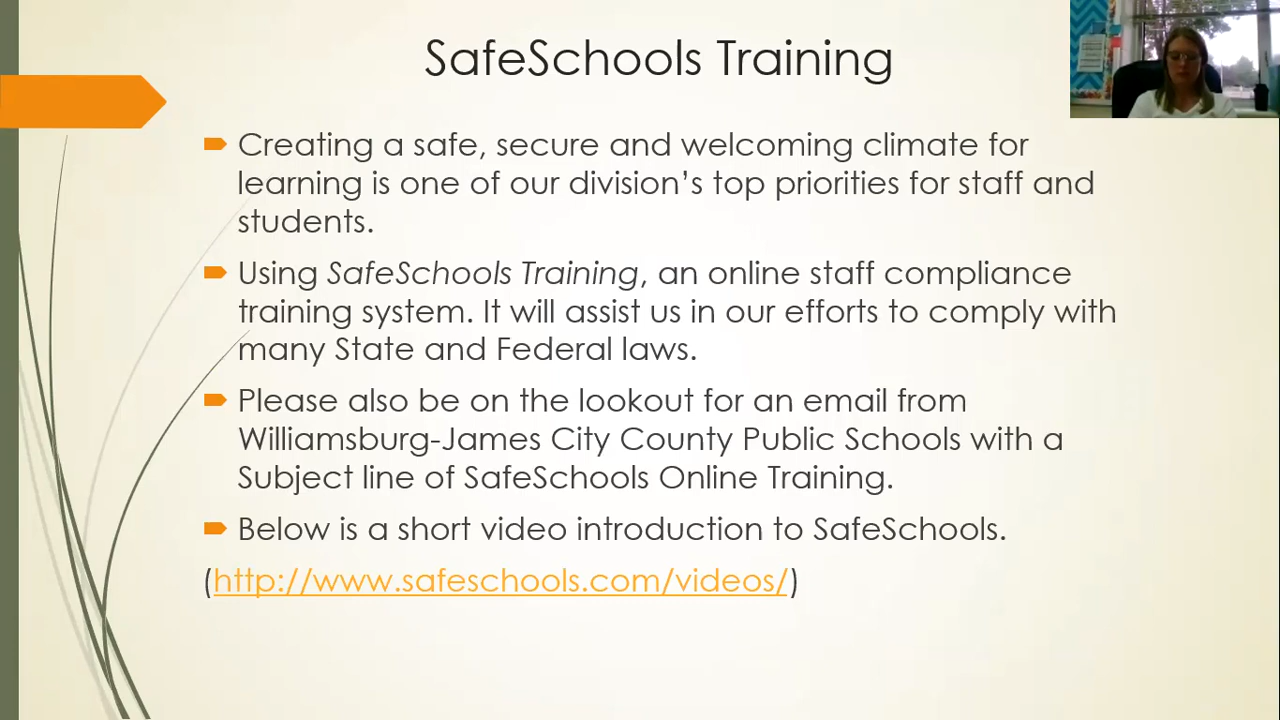 SafeSchools Training
Creating a safe, secure and welcoming climate for
learning is one of our division's top priorities for staff and
students.
Using SafeSchools Training, an online staff compliance
training system. It will assist us in our efforts to comply with
many State and Federal laws.
Please also be on the lookout for an email from
Williamsburg-James City County Public Schools with a
Subject line of SafeSchools Online Training.
Below is a short video introduction to SafeSchools.
(http://www.safeschools.com/videos/)